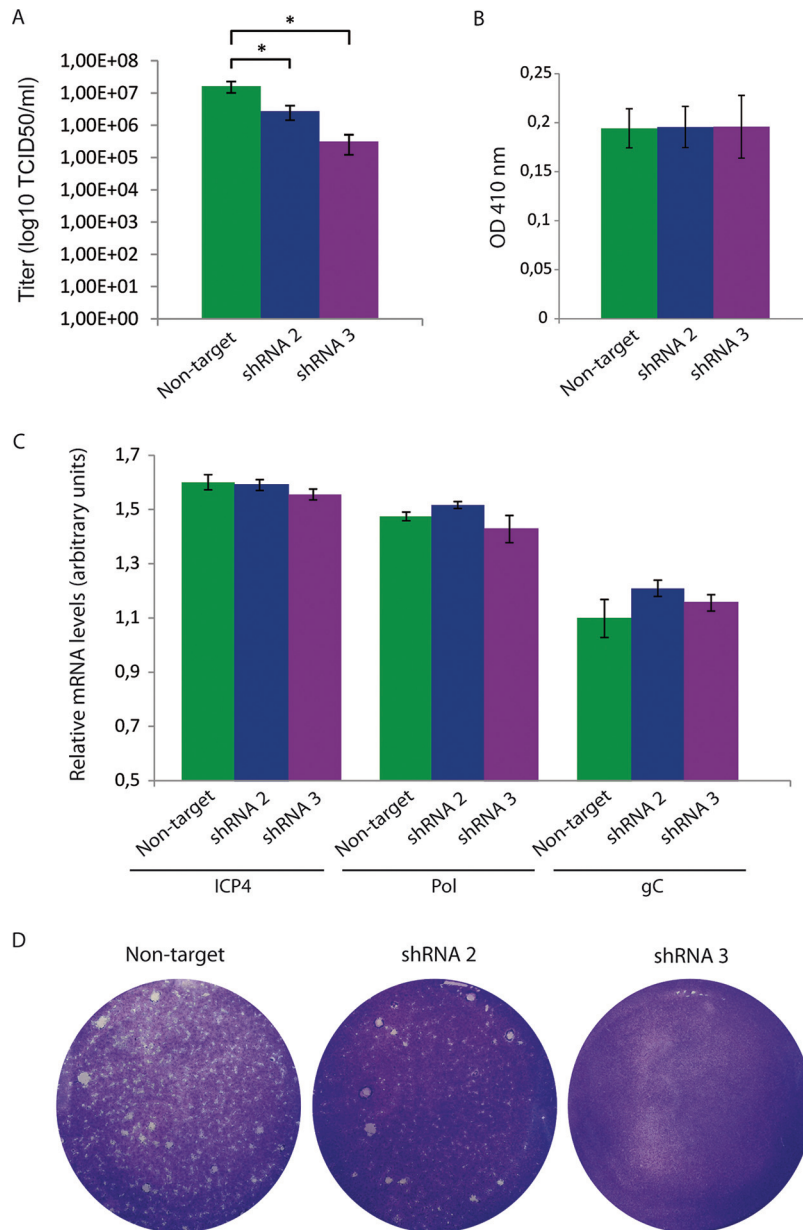 A
Titer (log10 TCID50/ml)
1,00E+08
1,00E+07
1,00E+06
1,00E+05
1,00E+04
1,00E+03
1,00E+02
1,00E+01
1,00E+00
*
*
Non-target
shRNA 2
shRNA 3
B
OD 410 nm
0,25
0,2
0,15
0,1
0,05
0
Non-target
shRNA 2
shRNA 3
C
Relative mRNA levels (arbitrary units)
1,7
1,5
1,3
1,1
0,9
0,7
0,5
Non-target
shRNA 2
shRNA 3
Non-target
shRNA 2
shRNA 3
Non-target
shRNA 2
shRNA 3
ICP4
Pol
gC
D
Non-target
shRNA 2
shRNA 3